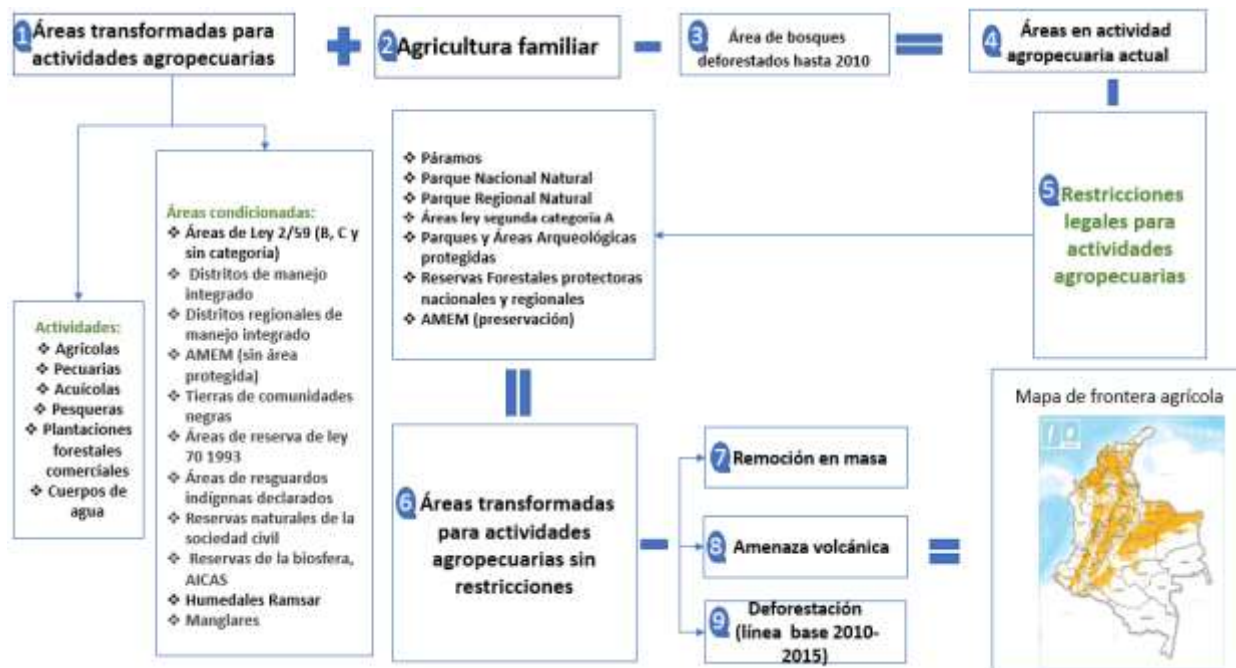 1 Áreas transformadas para
actividades agropecuarias
2 Agricultura familiar
3 Área de bosques
deforestados hasta 2010
4 Áreas en actividad
agropecuaria actual
Actividades:
❖ Agrícolas
❖ Pecuarias
❖ Acuícolas
❖ Pesqueras
❖ Plantaciones
forestales
comerciales
❖ Cuerpos de
agua
Áreas condicionadas:
❖ Áreas de Ley 2/59 (B, C y
sin categoría)
❖ Distritos de manejo
integrado
❖ Distritos regionales de
manejo integrado
❖ AMEM (sin área
protegida)
❖ Tierras de comunidades
negras
❖ Áreas de reserva de ley
70 1993
❖ Áreas de resguardos
indígenas declarados
❖ Reservas naturales de la
sociedad civil
❖ Reservas de la biosfera,
AICAS
❖ Humedales Ramsar
❖ Manglares
❖ Páramos
❖ Parque Nacional Natural
❖ Parque Regional Natural
❖ Áreas ley segunda categoría A
❖ Parques y Áreas Arqueológicas
protegidas
❖ Reservas Forestales protectoras
nacionales y regionales
❖ AMEM (preservación)
5 Restricciones
legales para
actividades
agropecuarias
6 Áreas transformadas
para actividades
agropecuarias sin
restricciones
7 Remoción en masa
8 Amenaza volcánica
9 Deforestación
(línea base 2010-
2015)
Mapa de frontera agrícola